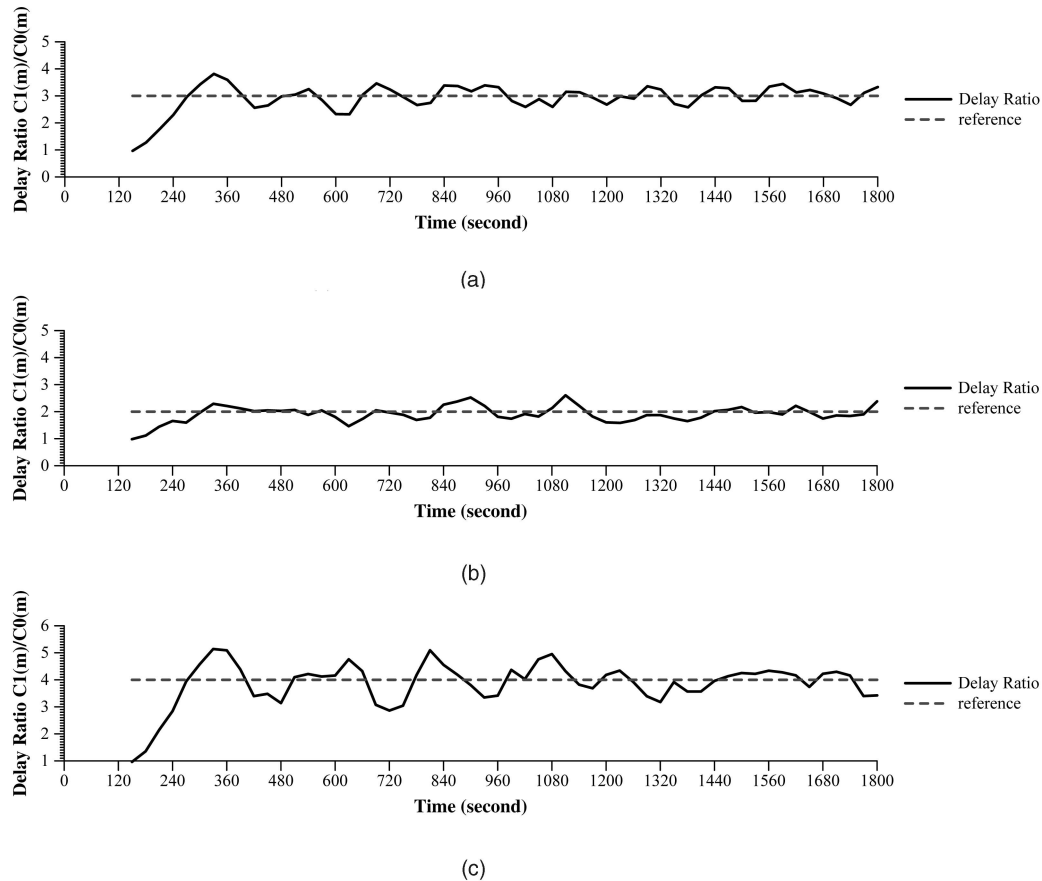 Delay Ratio C1(m)/C0(m)
5
4
3
2
1
0
0 120 240 360 480 600 720 840 960 1080 1200 1320 1440 1560 1680 1800
Time (second)
Delay Ratio
reference
(a)
Delay Ratio C1(m)/C0(m)
5
4
3
2
1
0
0 120 240 360 480 600 720 840 960 1080 1200 1320 1440 1560 1680 1800
Time (second)
Delay Ratio
reference
(b)
Delay Ratio C1(m)/C0(m)
6
5
4
3
2
1
0 120 240 360 480 600 720 840 960 1080 1200 1320 1440 1560 1680 1800
Time (second)
Delay Ratio
reference
(c)